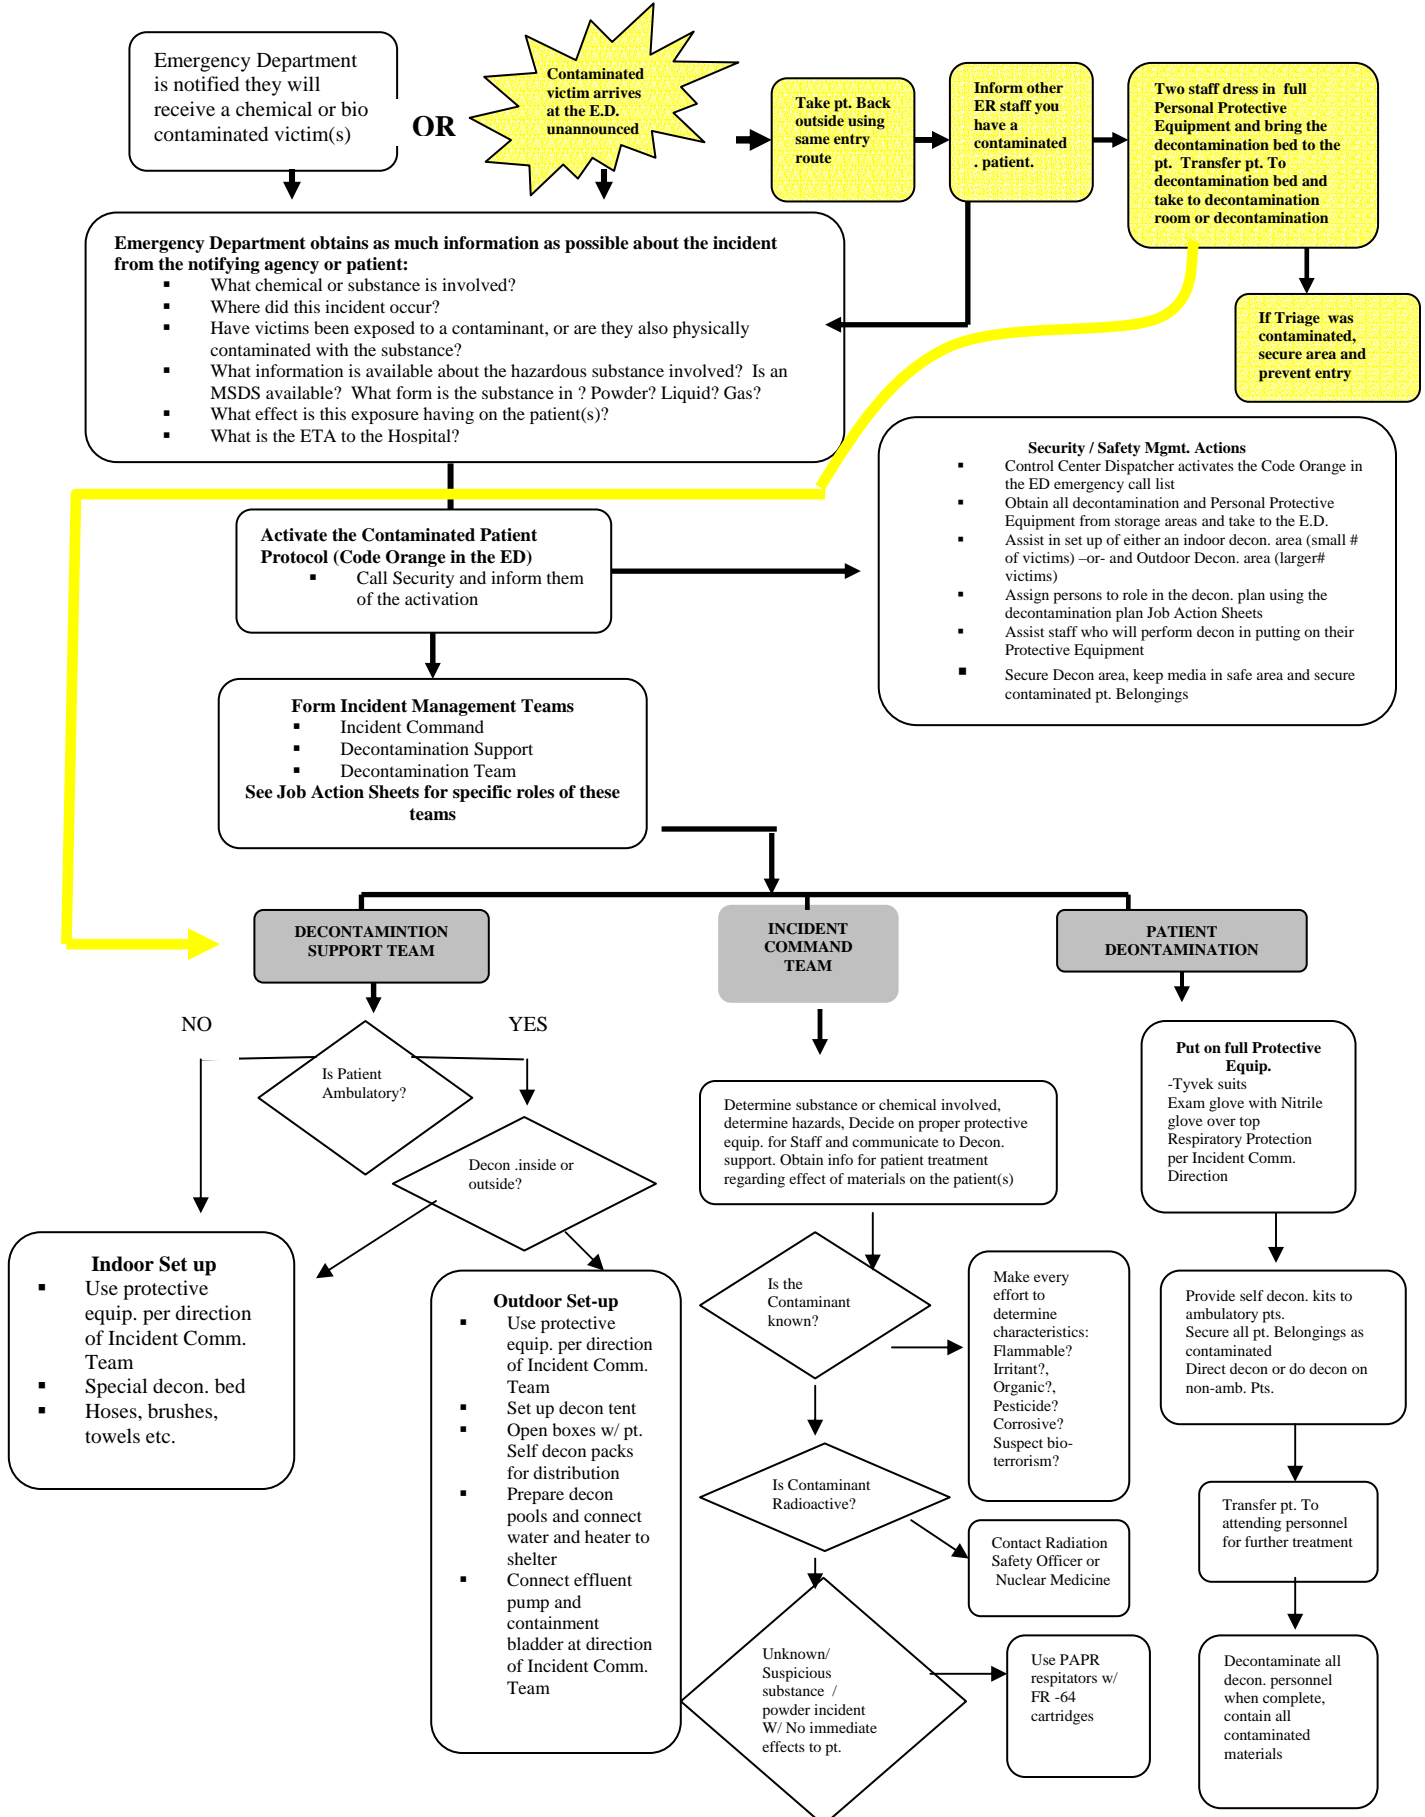 Emergency Department
is notified they will
receive a chemical or bio
contaminated victim(s)
OR
Contaminated
victim arrives
at the E.D.
unannounced
Take pt. Back
outside using
same entry
route
Inform other
ER staff you
have a
contaminated
. patient.
Two staff dress in full
Personal Protective
Equipment and bring the
decontamination bed to the
pt. Transfer pt. To
decontamination bed and
take to decontamination
room or decontamination
If Triage was
contaminated,
secure area and
prevent entry
Emergency Department obtains as much information as possible about the incident
from the notifying agency or patient:
▪ What chemical or substance is involved?
▪ Where did this incident occur?
▪ Have victims been exposed to a contaminant, or are they also physically
contaminated with the substance?
▪ What information is available about the hazardous substance involved? Is an
MSDS available? What form is the substance in ? Powder? Liquid? Gas?
▪ What effect is this exposure having on the patient(s)?
▪ What is the ETA to the Hospital?
Security / Safety Mgmt. Actions
▪ Control Center Dispatcher activates the Code Orange in
the ED emergency call list
▪ Obtain all decontamination and Personal Protective
Equipment from storage areas and take to the E.D.
▪ Assist in set up of either an indoor decon. area (small #
of victims) –or- and Outdoor Decon. area (larger#
victims)
▪ Assign persons to role in the decon. plan using the
decontamination plan Job Action Sheets
▪ Assist staff who will perform decon in putting on their
Protective Equipment
▪ Secure Decon area, keep media in safe area and secure
contaminated pt. Belongings
Activate the Contaminated Patient
Protocol (Code Orange in the ED)
▪ Call Security and inform them
of the activation
Form Incident Management Teams
▪ Incident Command
▪ Decontamination Support
▪ Decontamination Team
See Job Action Sheets for specific roles of these
teams
DECONTAMINTION
SUPPORT TEAM
INCIDENT
COMMAND
TEAM
PATIENT
DEONTAMINATION
NO
YES
Is Patient
Ambulatory?
Decon .inside or
outside?
Indoor Set up
▪ Use protective
equip. per direction
of Incident Comm.
Team
▪ Special decon. bed
▪ Hoses, brushes,
towels etc.
Outdoor Set-up
▪ Use protective
equip. per direction
of Incident Comm.
Team
▪ Set up decon tent
▪ Open boxes w/ pt.
Self decon packs
for distribution
▪ Prepare decon
pools and connect
water and heater to
shelter
▪ Connect effluent
pump and
containment
bladder at direction
of Incident Comm.
Team
Determine substance or chemical involved,
determine hazards, Decide on proper protective
equip. for Staff and communicate to Decon.
support. Obtain info for patient treatment
regarding effect of materials on the patient(s)
Is the
Contaminant
known?
Make every
effort to
determine
characteristics:
Flammable?
Irritant?,
Organic?,
Pesticide?
Corrosive?
Suspect bio-
terrorism?
Is Contaminant
Radioactive?
Contact Radiation
Safety Officer or
Nuclear Medicine
Unknown/
Suspicious
substance /
powder incident
W/ No immediate
effects to pt.
Use PAPR
respitators w/
FR -64
cartridges
Put on full Protective
Equip.
-Tyvek suits
Exam glove with Nitrile
glove over top
Respiratory Protection
per Incident Comm.
Direction
Provide self decon. kits to
ambulatory pts.
Secure all pt. Belongings as
contaminated
Direct decon or do decon on
non-amb. Pts.
Transfer pt. To
attending personnel
for further treatment
Decontaminate all
decon. personnel
when complete,
contain all
contaminated
materials